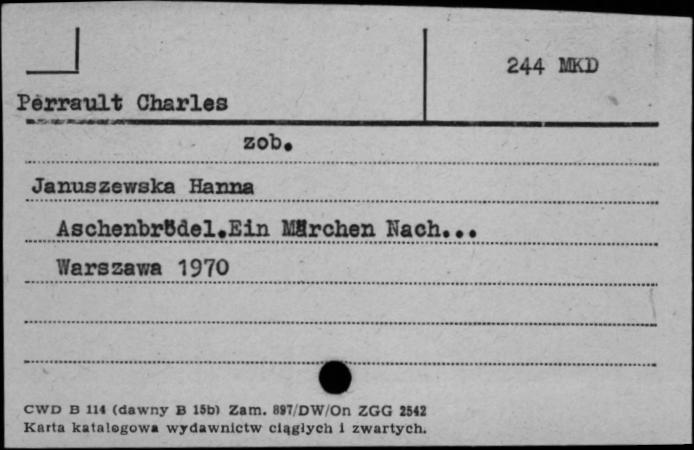 244 MKD
Perrault Charles
zob.
Januszewska Hanna
Aschenbrödel.Ein Märchen Nach...
Warszawa 1970
CWD B 114 (dawny B 15b) Zam. 897/DW/On ZGG 2542
Karta katalogowa wydawnictw ciągłych i zwartych.